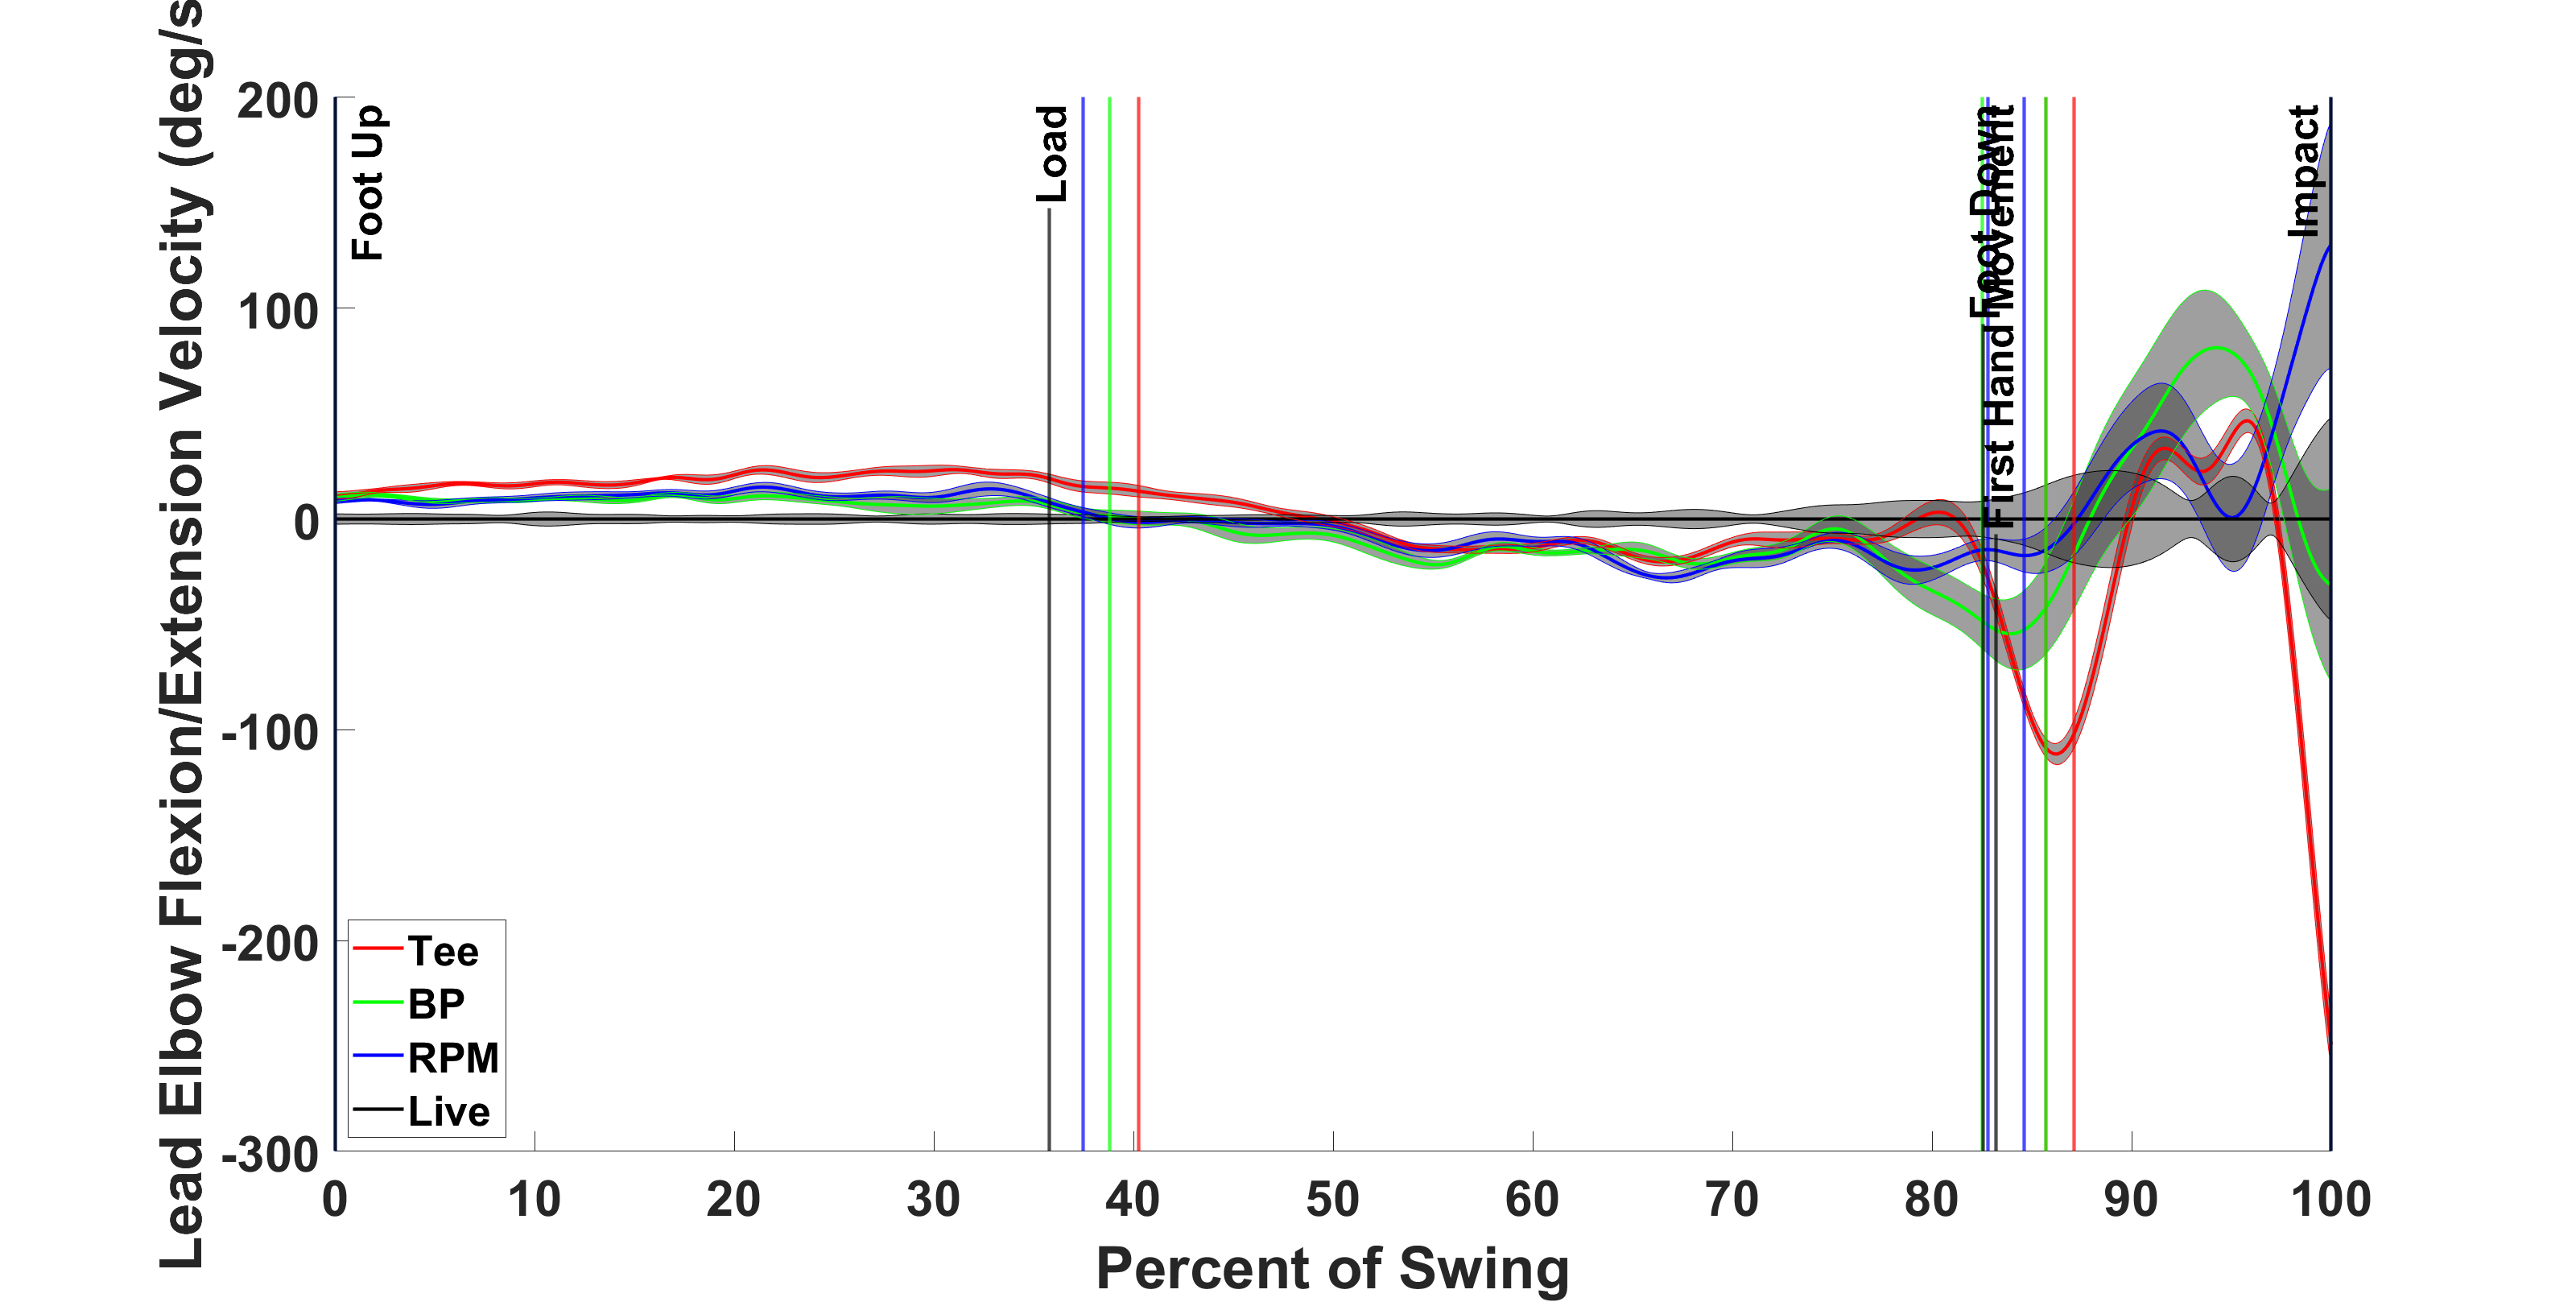 Lead Elbow Flexion/Extension Velocity (deg/s
200
100
0
-100
-200
-300
Foot Up
Load
Foot Down
First Hand Movement
Impact
Tee
BP
RPM
Live
0 10 20 30 40 50 60 70 80 90 100
Percent of Swing